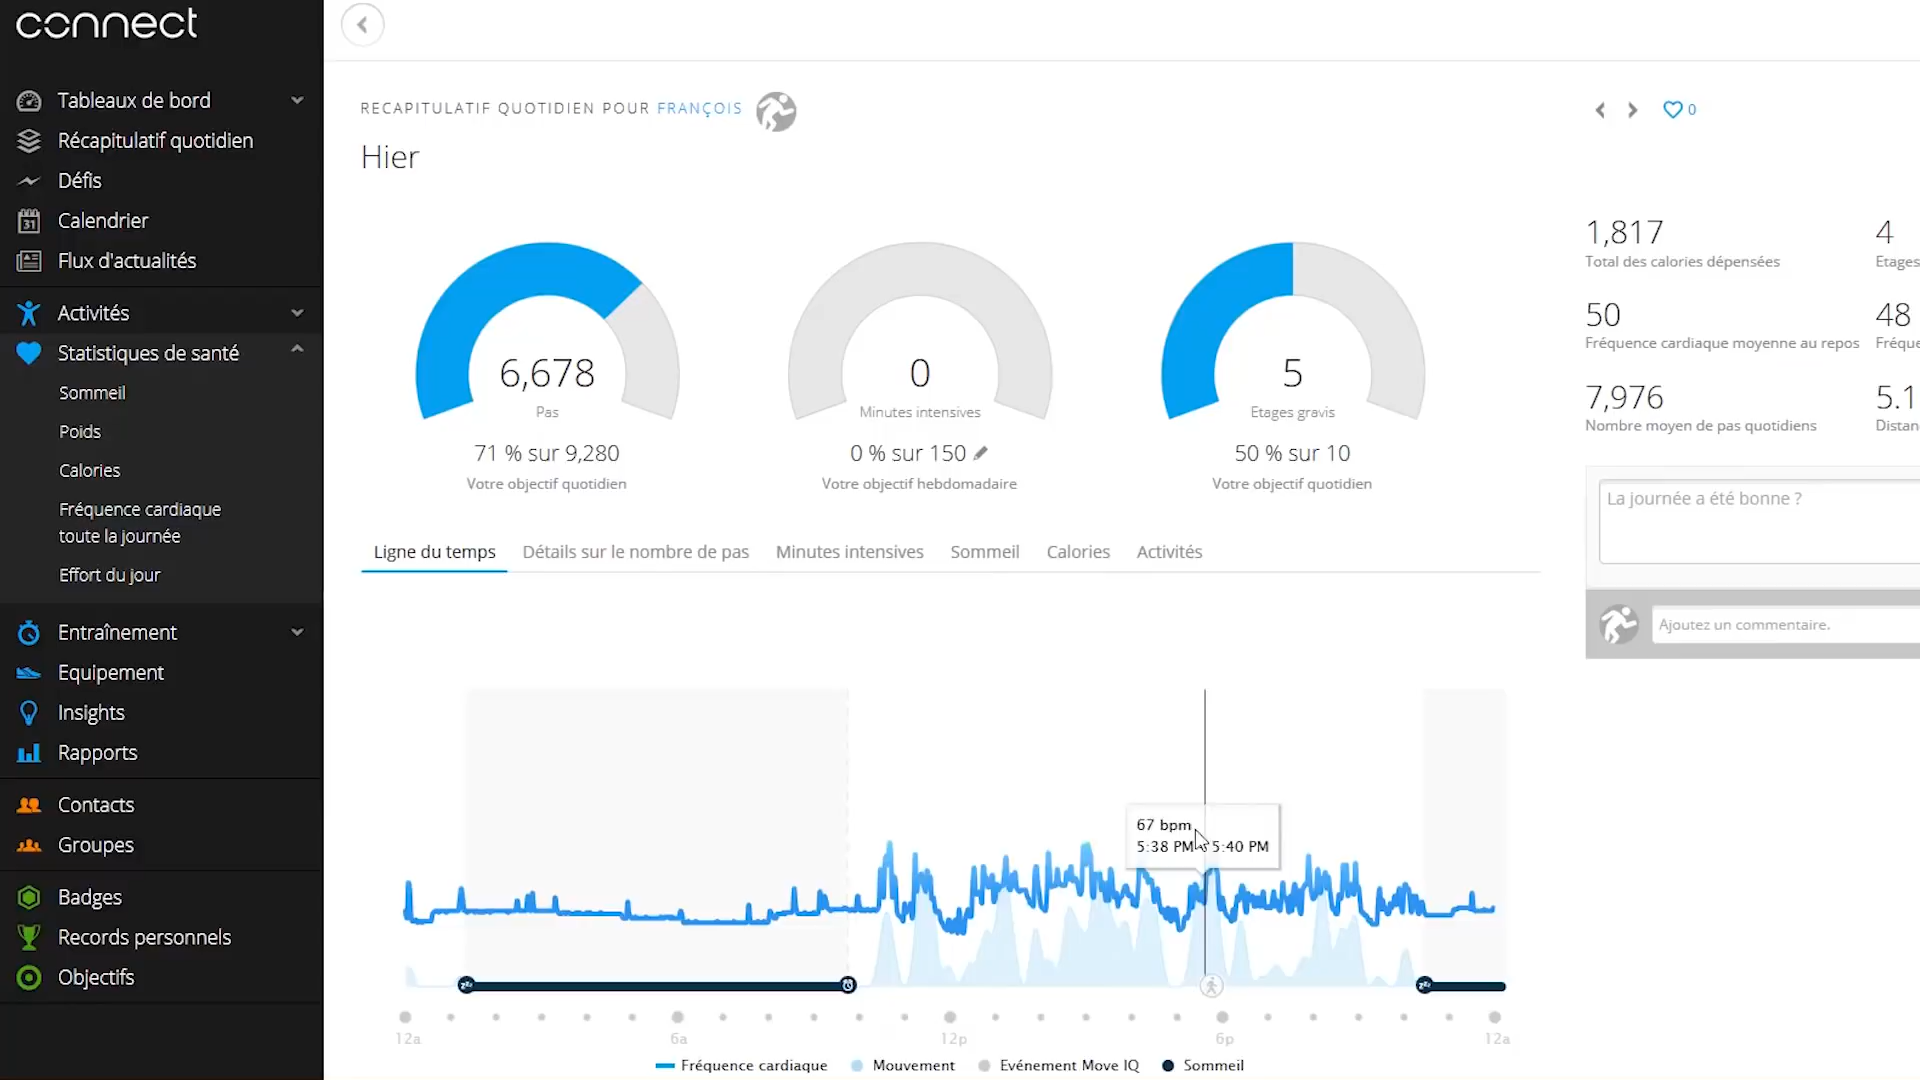 connect
Tableaux de bord
Récapitulatif quotidien
Défis
31
Calendrier
Flux d'actualités
Activités
Statistiques de santé
Sommeil
Poids
Calories
Fréquence cardiaque
toute la journée
Effort du jour
Entraînement
Equipement
Insights
Rapports
Contacts
Groupes
Badges
Records personnels
Objectifs
RECAPITULATIF QUOTIDIEN POUR FRANÇOIS
0
Hier
6,678
Pas
71 % sur 9,280
Votre objectif quotidien
0
Minutes intensives
0 % sur 150
Votre objectif hebdomadaire
5
Etages gravis
50 % sur 10
Votre objectif quotidien
1,817
Total des calories dépensées
4
Etages
50
Fréquence cardiaque moyenne au repos
48
Fréque
7,976
Nombre moyen de pas quotidiens
5.1
Distan
La journée a été bonne ?
Ajoutez un commentaire.
Ligne du temps Détails sur le nombre de pas Minutes intensives Sommeil Calories Activités
67 bpm
5:38 PM 5:40 PM
zzz zzz
12a 6a 12p 6p 12a
Fréquence cardiaque Mouvement Evénement Move IQ Sommeil